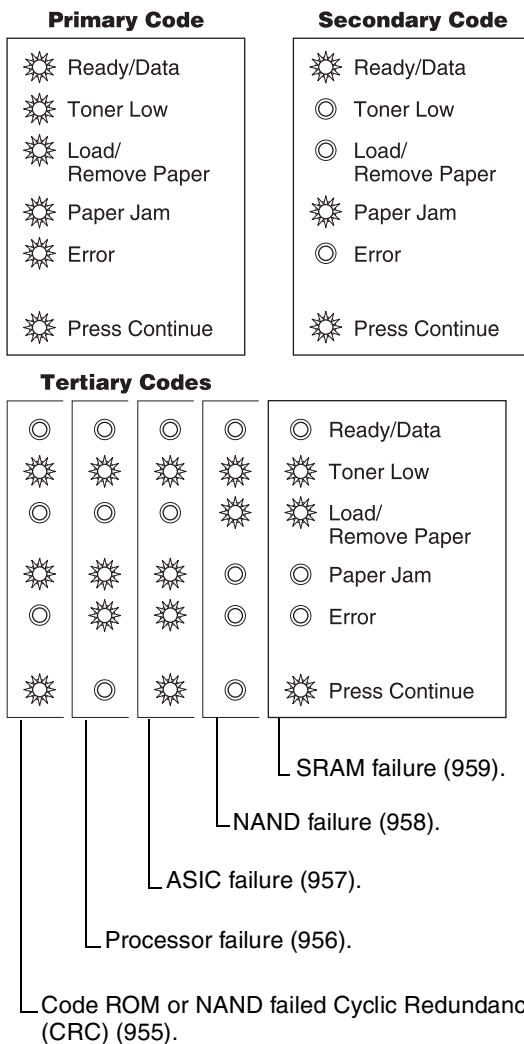 Primary Code
Ready/Data
Toner Low
Load/
Remove Paper
Paper Jam
Error
Press Continue
Secondary Code
Ready/Data
Toner Low
Load/
Remove Paper
Paper Jam
Error
Press Continue
Tertiary Codes
Ready/Data
Toner Low
Load/
Remove Paper
Paper Jam
Error
Press Continue
SRAM failure (959).
NAND failure (958).
ASIC failure (957).
Processor failure (956).
Code ROM or NAND failed Cyclic Redundanc
(CRC) (955).